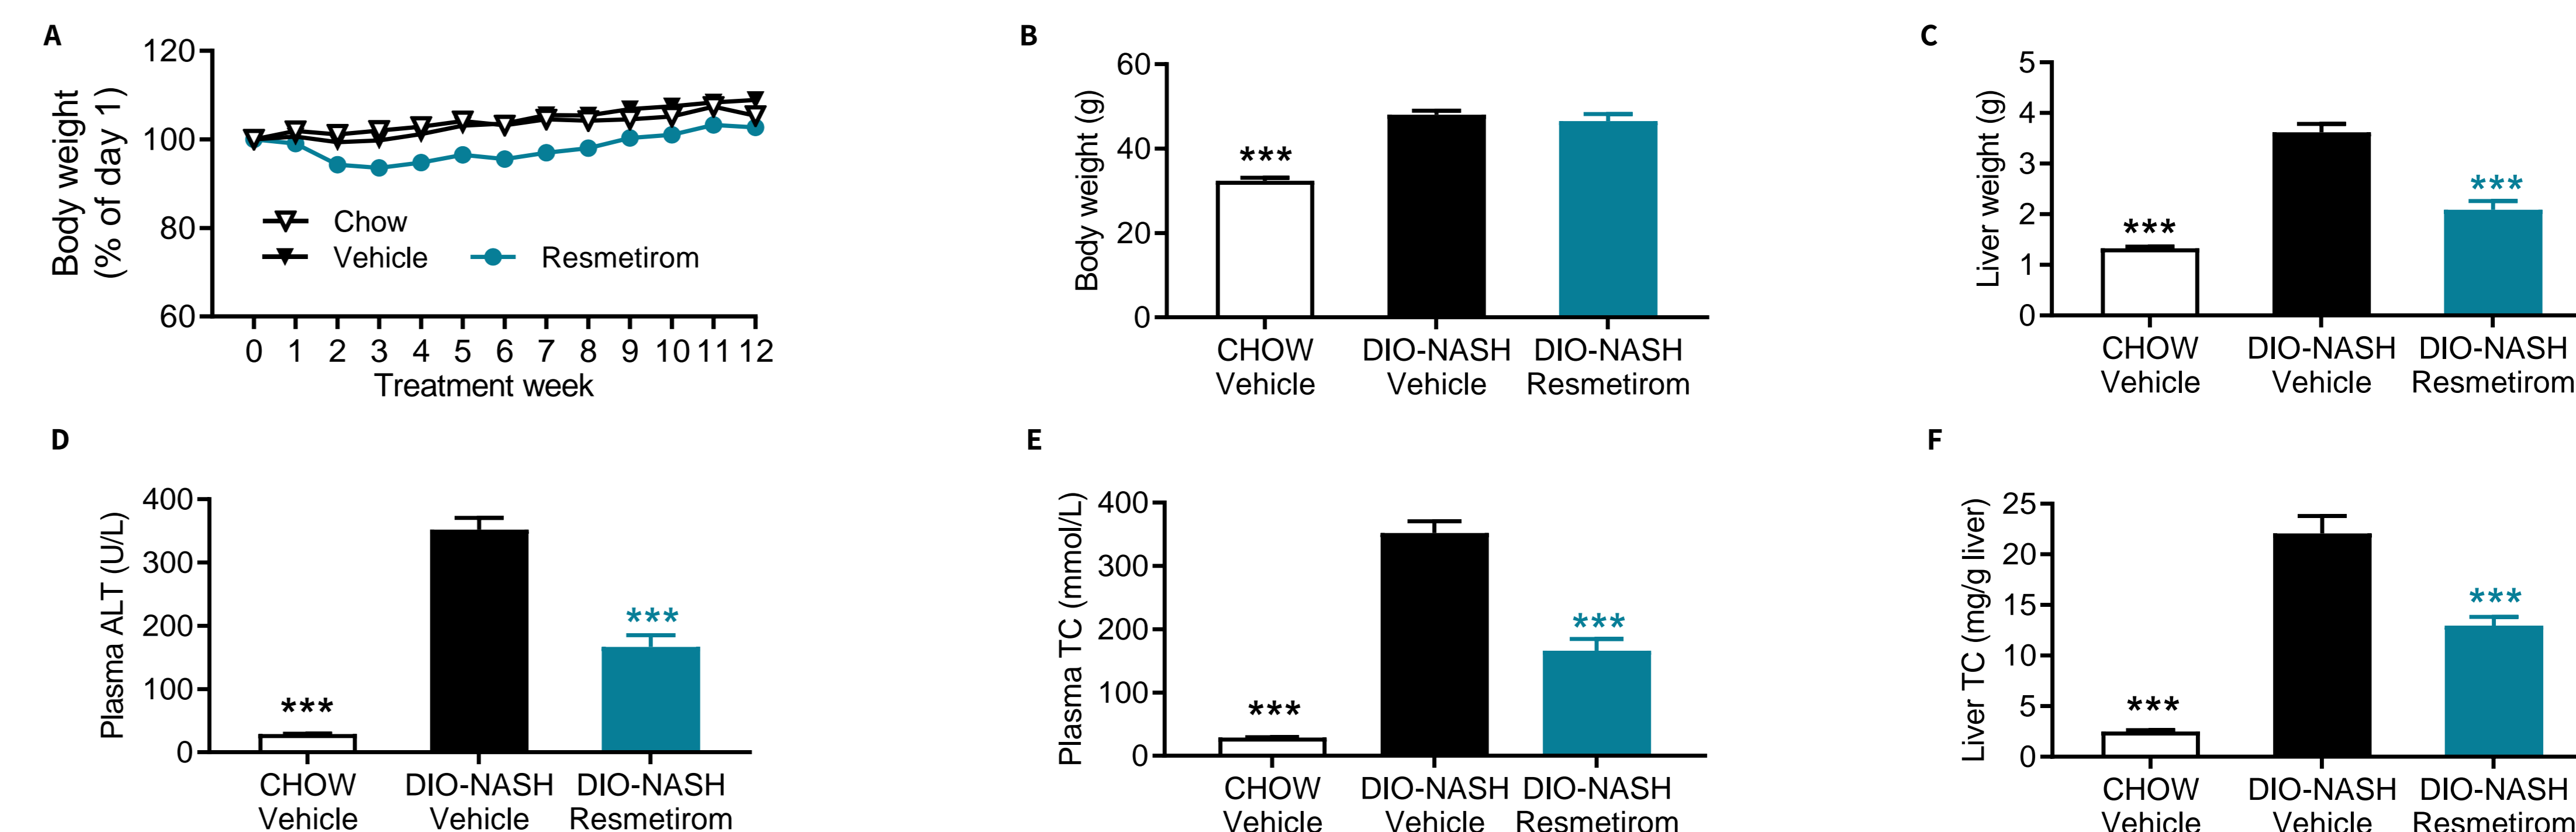 A
120
100
80
60
Body weight
(% of day 1)
Chow
Vehicle
Resmetirom
0 1 2 3 4 5 6 7 8 9 10 11 12
Treatment week
B
60
40
20
0
Body weight (g)
***
CHOW DIO-NASH DIO-NASH
Vehicle Vehicle Resmetirom
C
5
4
3
2
1
0
Liver weight (g)
***
***
CHOW DIO-NASH DIO-NASH
Vehicle Vehicle Resmetirom
D
400
300
200
100
0
Plasma ALT (U/L)
***
***
CHOW DIO-NASH DIO-NASH
Vehicle Vehicle Resmetirom
E
400
300
200
100
0
Plasma TC (mmol/L)
***
***
CHOW DIO-NASH DIO-NASH
Vehicle Vehicle Resmetirom
F
25
20
15
10
5
0
Liver TC (mg/g liver)
***
***
CHOW DIO-NASH DIO-NASH
Vehicle Vehicle Resmetirom